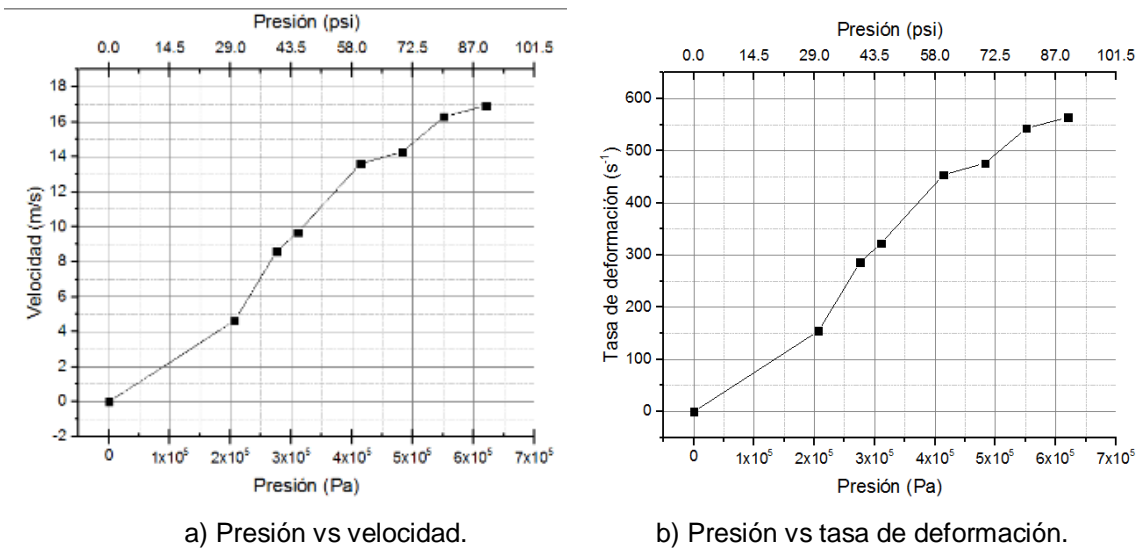 Presión (psi)
0.0 14.5 29.0 43.5 58.0 72.5 87.0 101.5
18
16
14
12
10
8
6
4
2
0
-2
Velocidad (m/s)
0 1x10⁵ 2x10⁵ 3x10⁵ 4x10⁵ 5x10⁵ 6x10⁵ 7x10⁵
Presión (Pa)
a) Presión vs velocidad.
Presión (psi)
0.0 14.5 29.0 43.5 58.0 72.5 87.0 101.5
600
500
400
300
200
100
0
Tasa de deformación (s⁻¹)
0 1x10⁵ 2x10⁵ 3x10⁵ 4x10⁵ 5x10⁵ 6x10⁵ 7x10⁵
Presión (Pa)
b) Presión vs tasa de deformación.